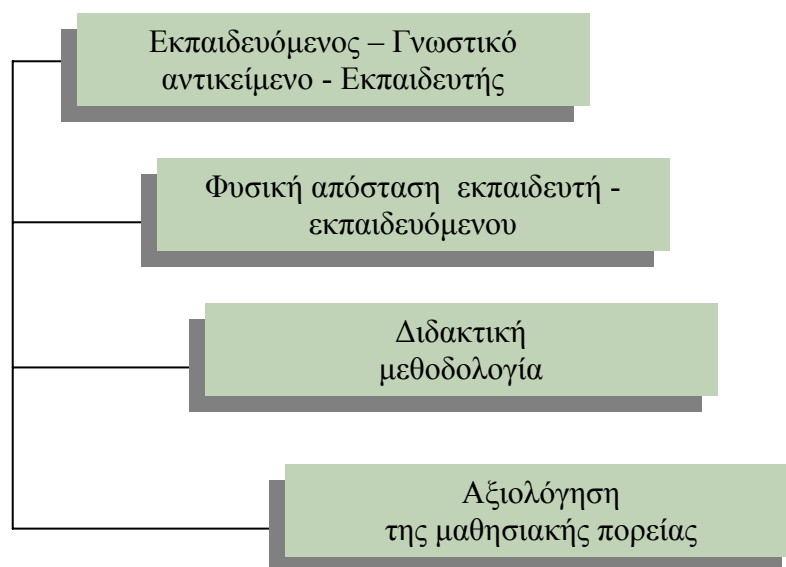 Εκπαιδευόμενος – Γνωστικό
αντικείμενο - Εκπαιδευτής
Φυσική απόσταση εκπαιδευτή -
εκπαιδευόμενου
Διδακτική
μεθοδολογία
Αξιολόγηση
της μαθησιακής πορείας